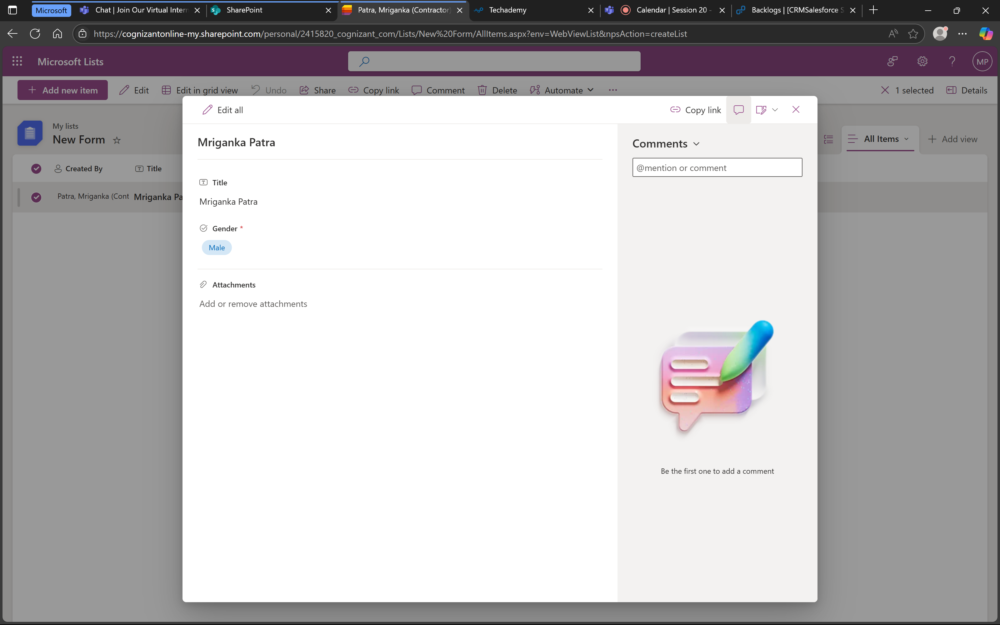 Microsoft
Chat | Join Our Virtual Intern
SharePoint
Patra, Mriganka (Contractor)
Techademy
Calendar | Session 20 -
Backlogs | [CRMSalesforce S
https://cognizantonline-my.sharepoint.com/personal/2415820_cognizant_com/Lists/New%20Form/AllItems.aspx?env=WebViewList&npsAction=createList
Microsoft Lists
MP
Add new item
Edit
Edit in grid view
Undo
Share
Copy link
Comment
Delete
Automate
1 selected
Details
Edit all
Copy link
My lists
New Form
All Items
Add view
Created By
Title
Patra, Mriganka (Cont
Mriganka Pa
Mriganka Patra
Title
Mriganka Patra
Gender *
Male
Attachments
Add or remove attachments
Comments
@mention or comment
Be the first one to add a comment